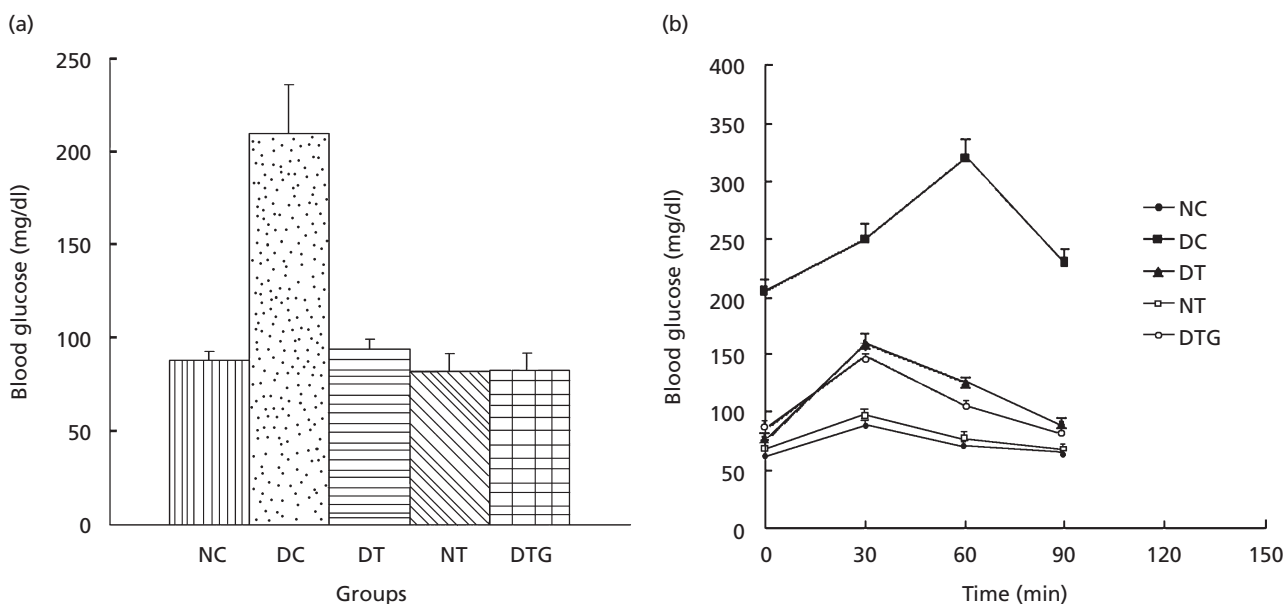 (a)
250
200
150
100
50
0
Blood glucose (mg/dl)
NC DC DT NT DTG
Groups
(b)
400
350
300
250
200
150
100
50
0
Blood glucose (mg/dl)
0 30 60 90 120 150
Time (min)
NC
DC
DT
NT
DTG